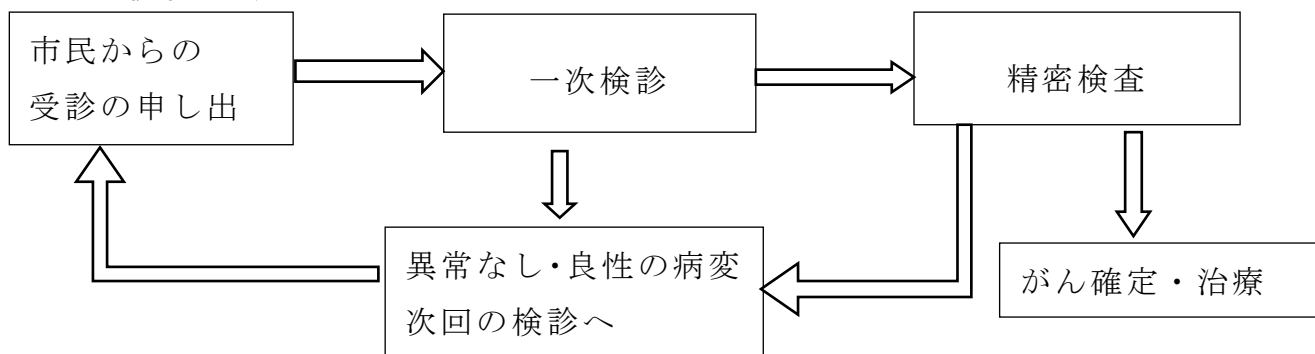 市民からの
受診の申し出
一次検診
精密検査
異常なし・良性の病変
次回の検診へ
がん確定・治療